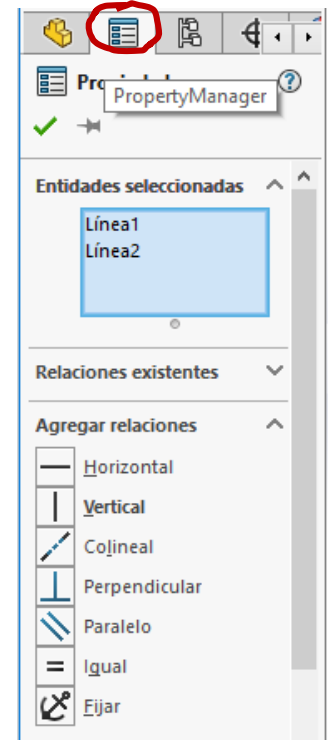 PropertyManager
Entidades seleccionadas
Línea1
Línea2
Relaciones existentes
Agregar relaciones
Horizontal
Vertical
Colineal
Perpendicular
Paralelo
Igual
Fijar